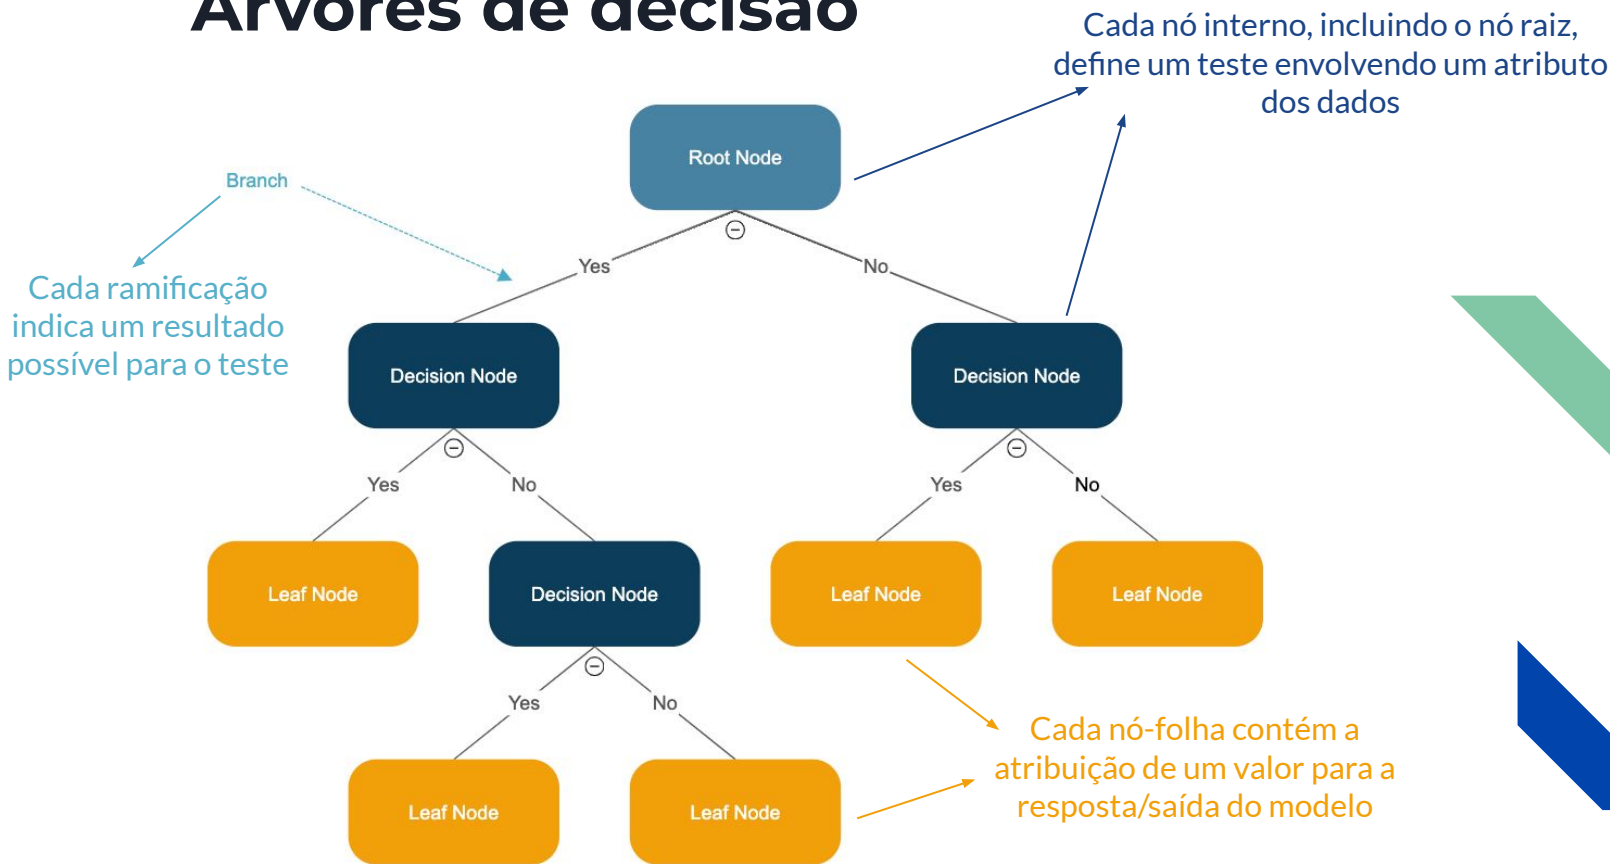 Árvores de decisão
Cada nó interno, incluindo o nó raiz,
define um teste envolvendo um atributo
dos dados
Root Node
Branch
Yes
No
Cada ramificação
indica um resultado
possível para o teste
Decision Node
Decision Node
Yes
No
Yes
No
Leaf Node
Decision Node
Leaf Node
Leaf Node
Yes
No
Cada nó-folha contém a
atribuição de um valor para a
resposta/saída do modelo
Leaf Node
Leaf Node